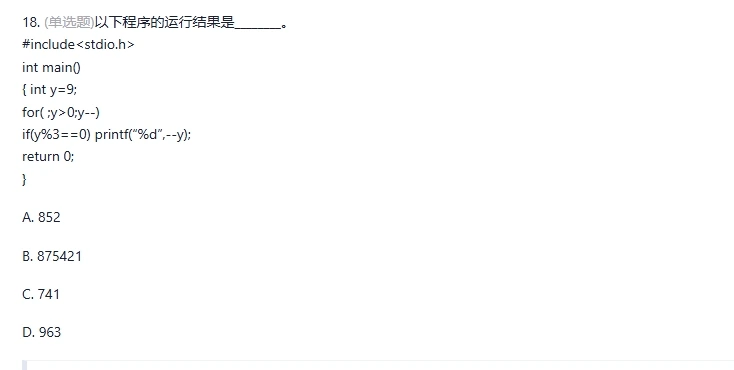 18. (单选题)以下程序的运行结果是________。
#include<stdio.h>
int main()
{ int y=9;
for( ;y>0;y--)
if(y%3==0) printf(“%d”,--y);
return 0;
}
A. 852
B. 875421
C. 741
D. 963